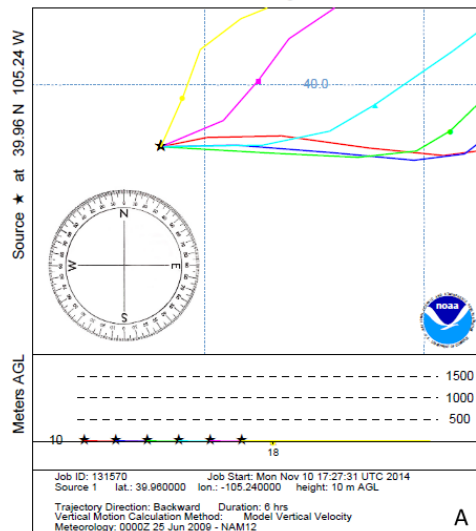 Source ★ at 39.96 N 105.24 W
40.0
N
W
E
S
noaa
Meters AGL
1500
1000
500
10
18
Job ID: 131570 Job Start: Mon Nov 10 17:27:31 UTC 2014
Source 1 lat.: 39.960000 lon.: -105.240000 height: 10 m AGL
Trajectory Direction: Backward Duration: 6 hrs
Vertical Motion Calculation Method: Model Vertical Velocity
Meteorology: 0000Z 25 Jun 2009 - NAM12
A